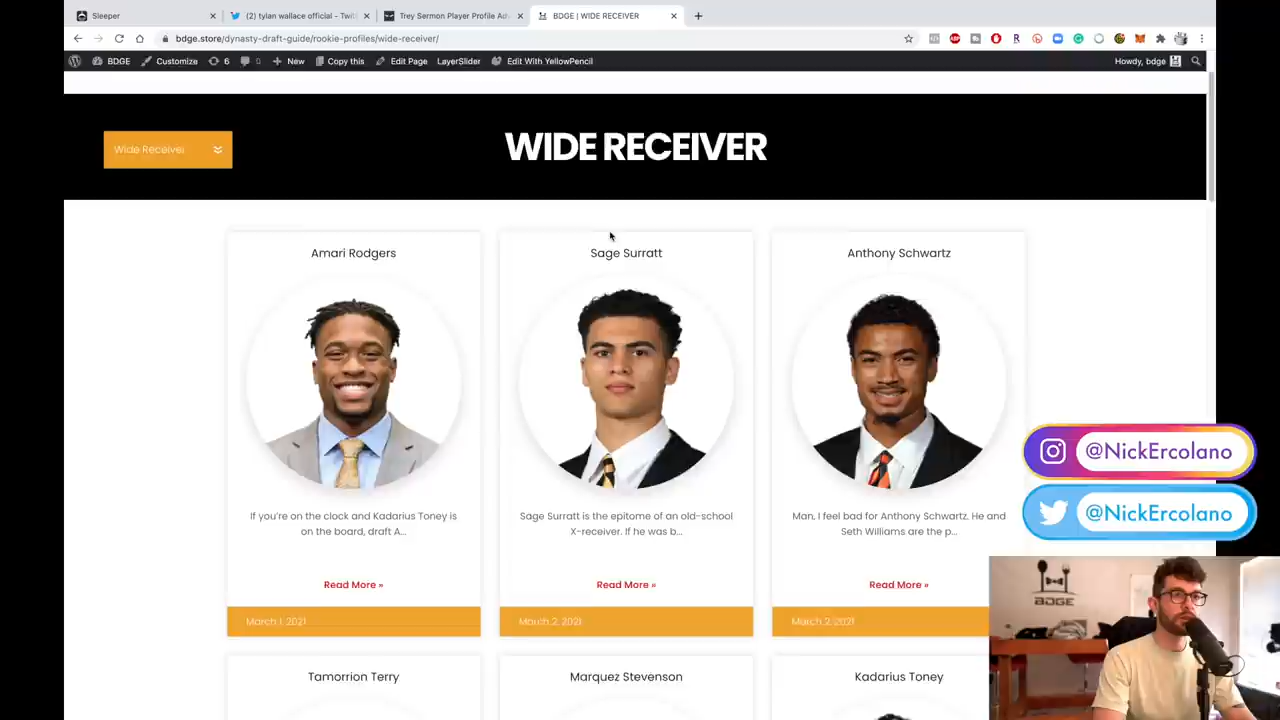 Sleeper
(2) tylan wallace official - Twit
Trey Sermon Player Profile Adv
BDGE | WIDE RECEIVER
bdge.store/dynasty-draft-guide/rookie-profiles/wide-receiver/
BDGE
Customize
6
0
New
Copy this
Edit Page
LayerSlider
Edit With YellowPencil
Howdy, bdge
Wide Receiver
WIDE RECEIVER
Amari Rodgers
Sage Surratt
Anthony Schwartz
If you're on the clock and Kadarius Toney is
on the board, draft A...
Sage Surratt is the epitome of an old-school
X-receiver. If he was b...
Man, I feel bad for Anthony Schwartz. He and
Seth Williams are the p...
@NickErcolano
@NickErcolano
Read More »
Read More »
Read More »
March 1, 2021
March 2, 2021
March 2, 2021
BDGE
Tamorrion Terry
Marquez Stevenson
Kadarius Toney